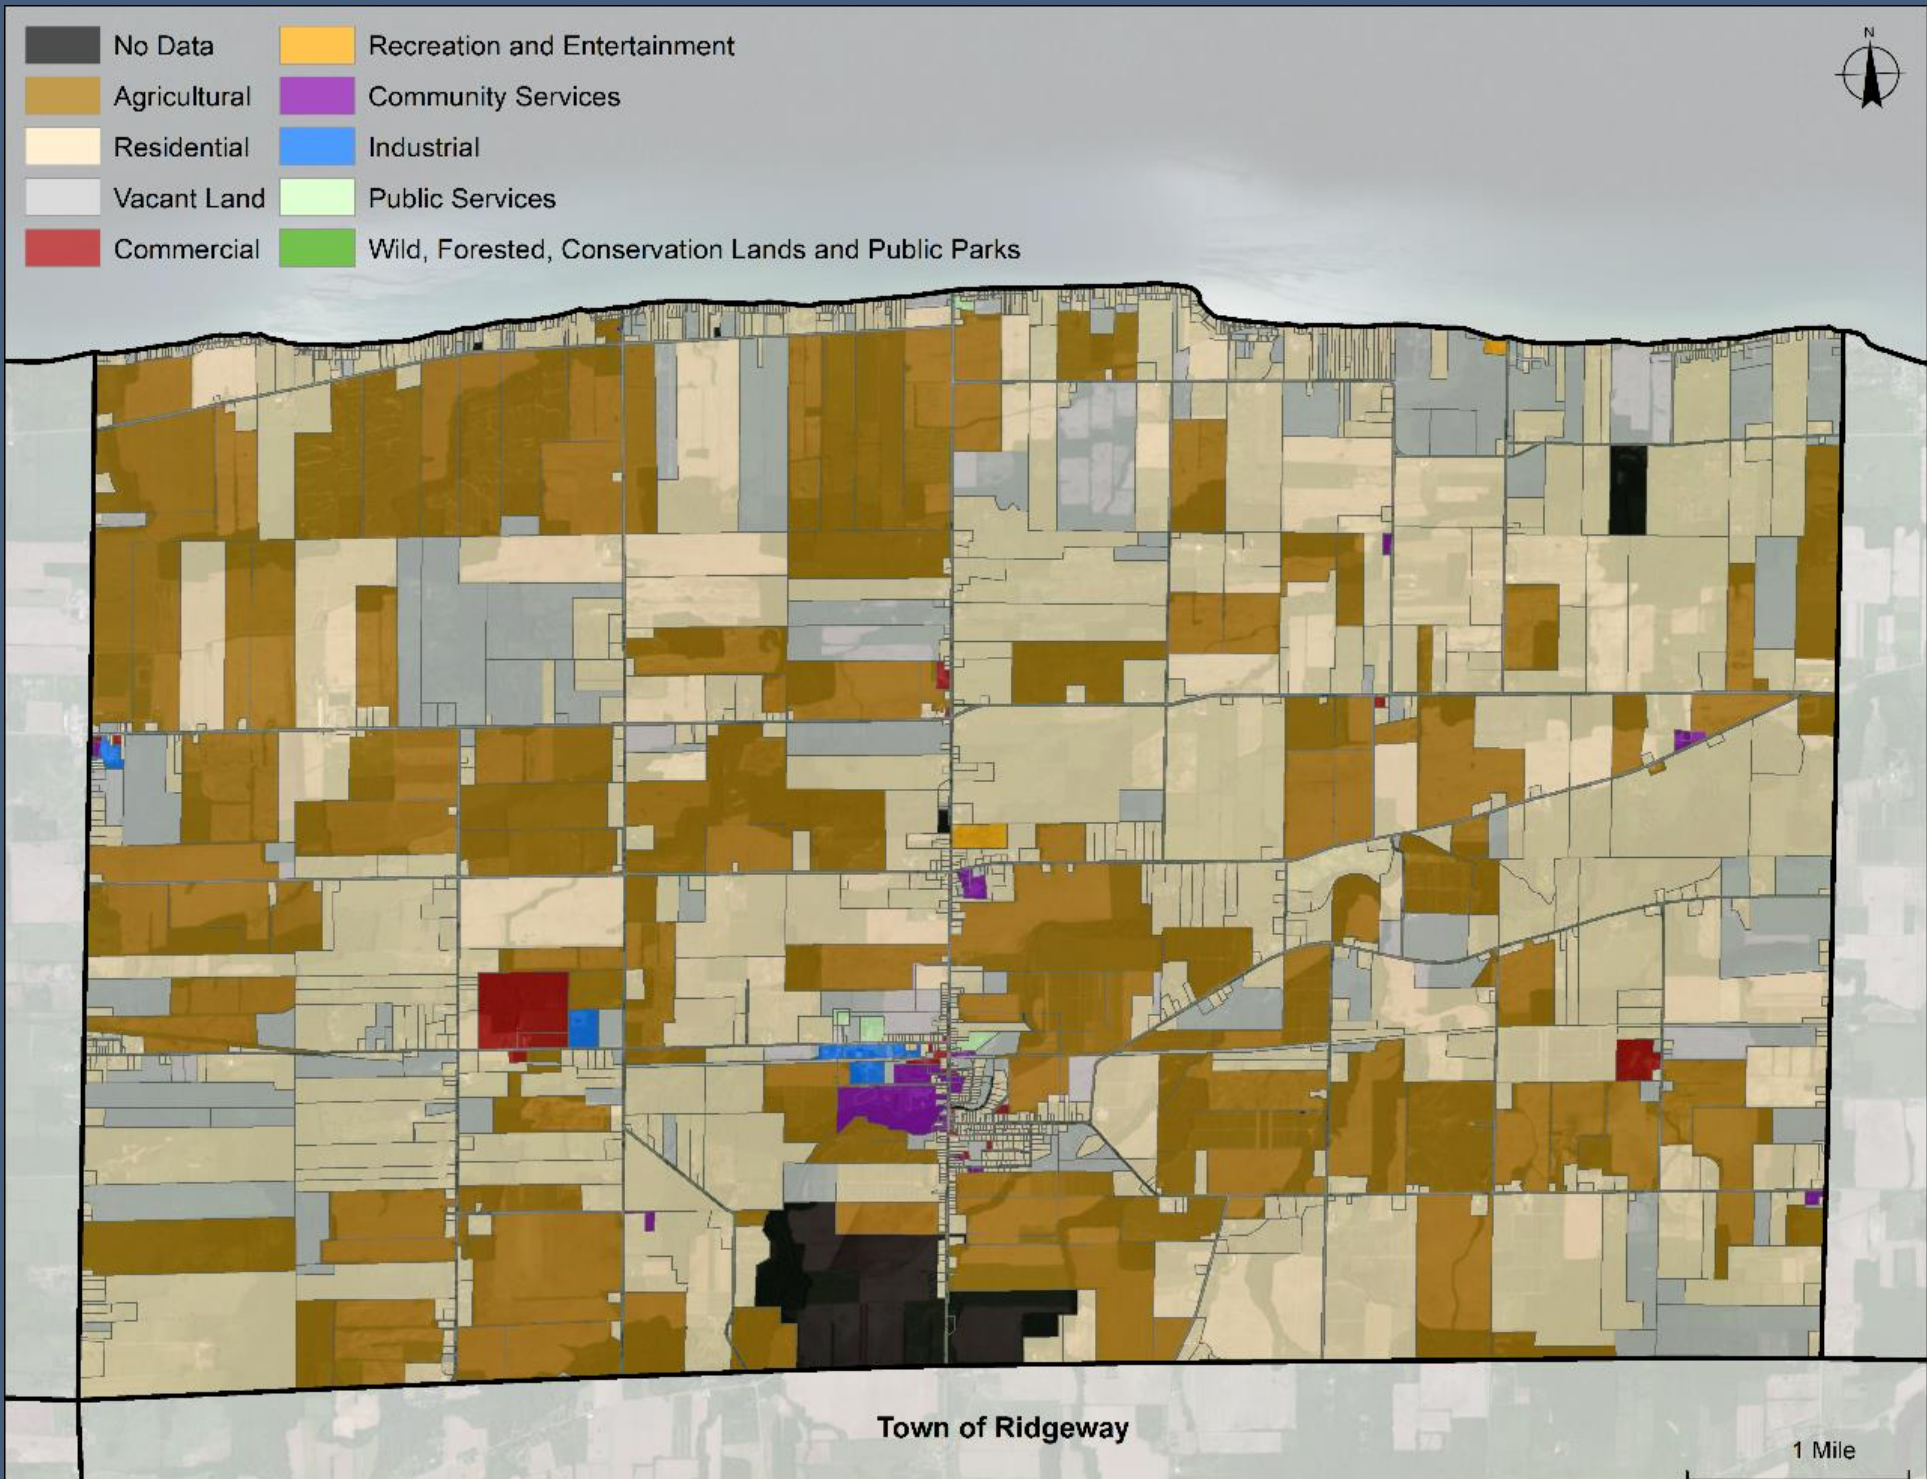 No Data
Recreation and Entertainment
Agricultural
Community Services
Residential
Industrial
Vacant Land
Public Services
Commercial
Wild, Forested, Conservation Lands and Public Parks
N
Town of Ridgeway
1 Mile